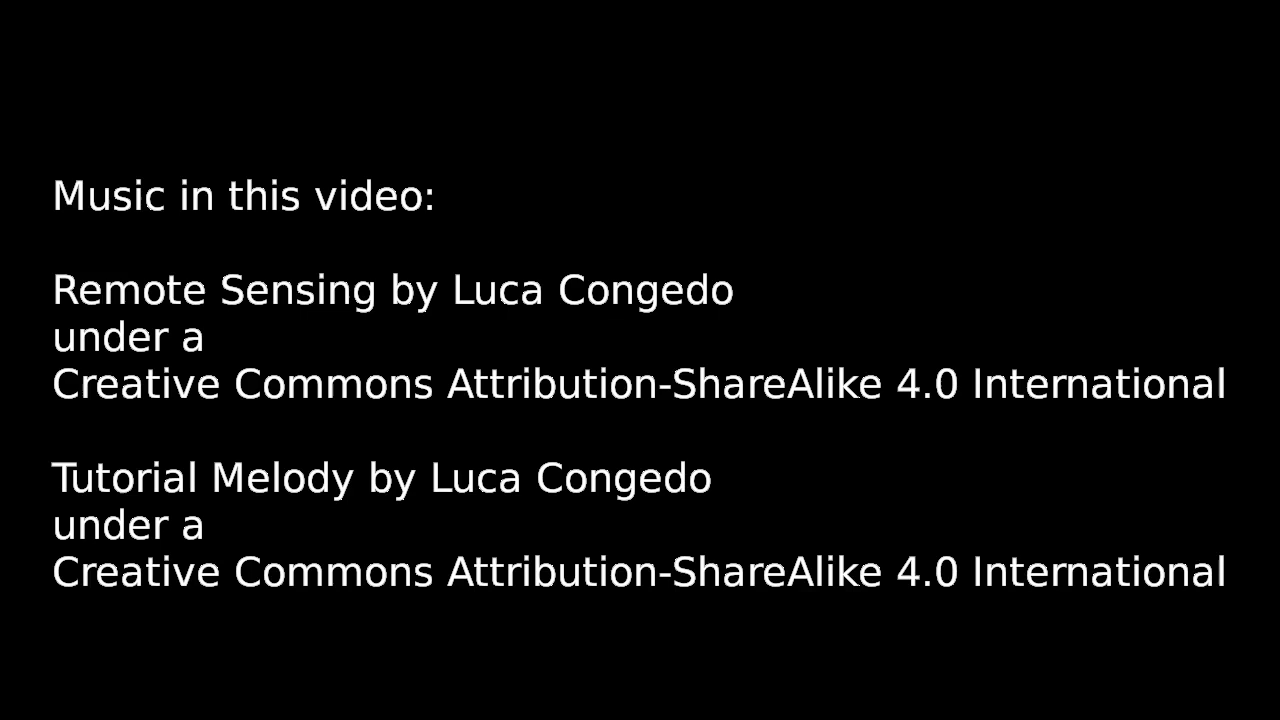 Music in this video:
Remote Sensing by Luca Congedo
under a
Creative Commons Attribution-ShareAlike 4.0 International
Tutorial Melody by Luca Congedo
under a
Creative Commons Attribution-ShareAlike 4.0 International